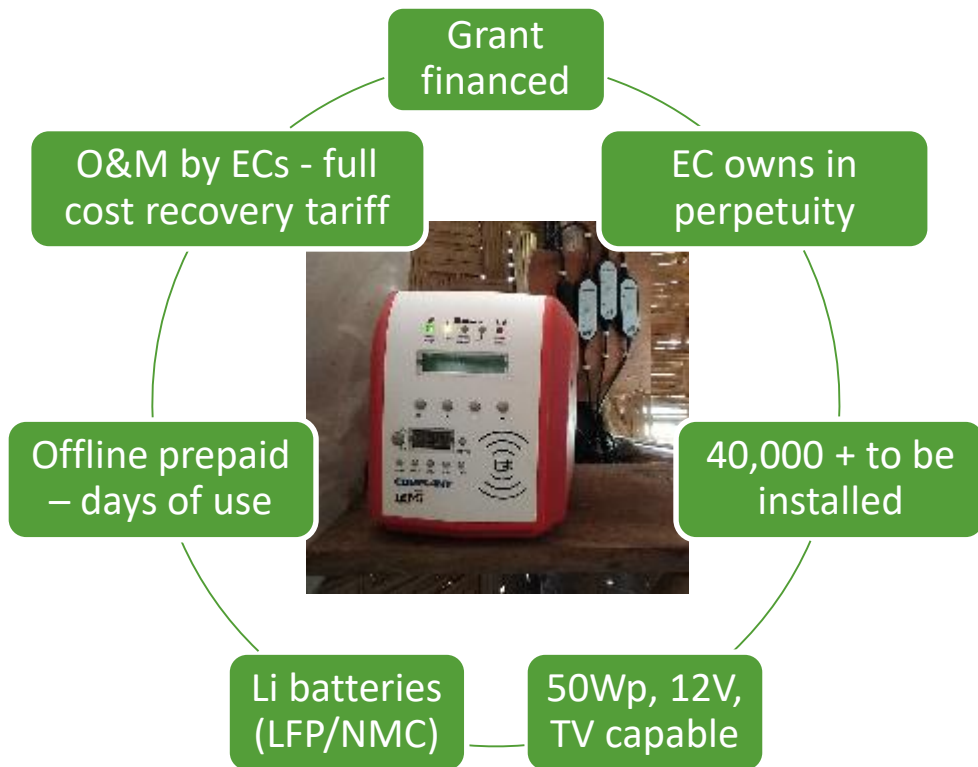 Grant
financed
EC owns in
perpetuity
40,000 + to be
installed
50Wp, 12V,
TV capable
Li batteries
(LFP/NMC)
Offline prepaid
– days of use
O&M by ECs - full
cost recovery tariff